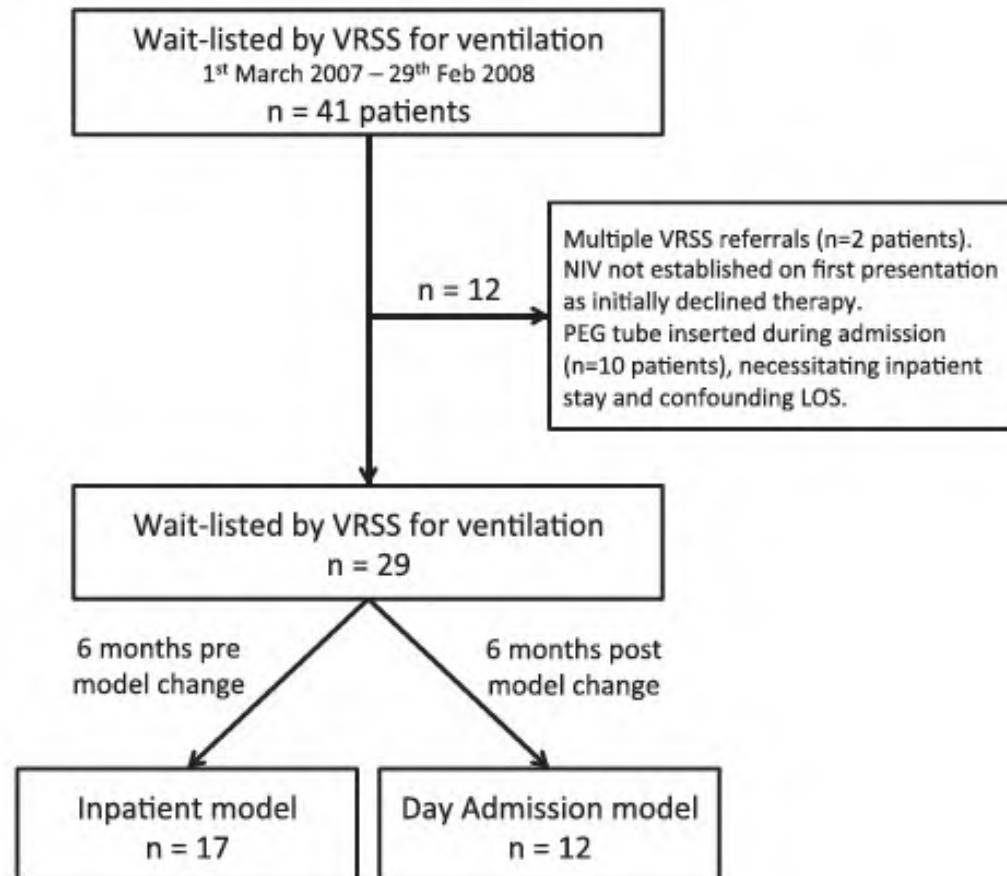 Wait-listed by VRSS for ventilation
1st March 2007 – 29th Feb 2008
n = 41 patients
n = 12
Multiple VRSS referrals (n=2 patients).
NIV not established on first presentation
as initially declined therapy.
PEG tube inserted during admission
(n=10 patients), necessitating inpatient
stay and confounding LOS.
Wait-listed by VRSS for ventilation
n = 29
6 months pre
model change
6 months post
model change
Inpatient model
n = 17
Day Admission model
n = 12